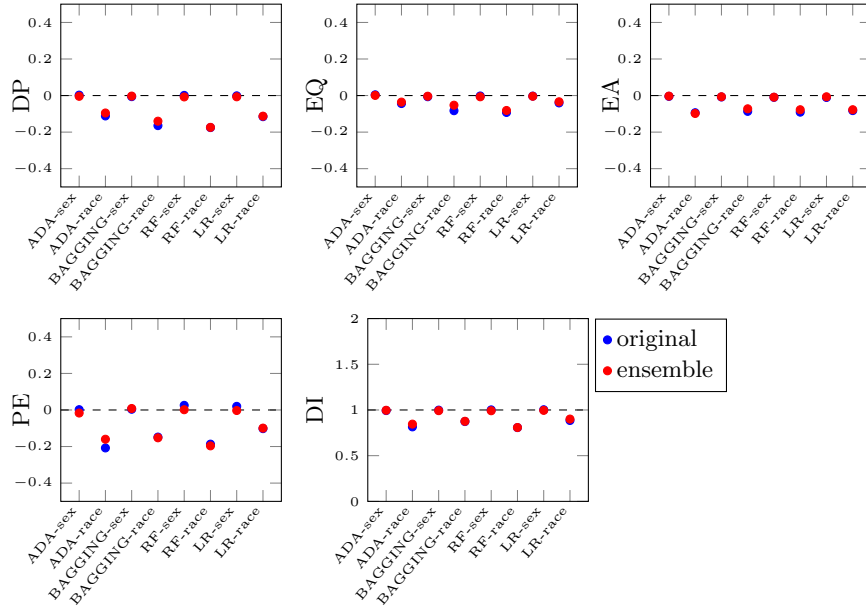 0.4
0.2
0
−0.2
−0.4
DP
ADA-sex
ADA-race
BAGGING-sex
BAGGING-race
RF-sex
RF-race
LR-sex
LR-race
0.4
0.2
0
−0.2
−0.4
EQ
ADA-sex
ADA-race
BAGGING-sex
BAGGING-race
RF-sex
RF-race
LR-sex
LR-race
0.4
0.2
0
−0.2
−0.4
EA
ADA-sex
ADA-race
BAGGING-sex
BAGGING-race
RF-sex
RF-race
LR-sex
LR-race
0.4
0.2
0
−0.2
−0.4
PE
ADA-sex
ADA-race
BAGGING-sex
BAGGING-race
RF-sex
RF-race
LR-sex
LR-race
2
1.5
1
0.5
0
DI
ADA-sex
ADA-race
BAGGING-sex
BAGGING-race
RF-sex
RF-race
LR-sex
LR-race
original
ensemble